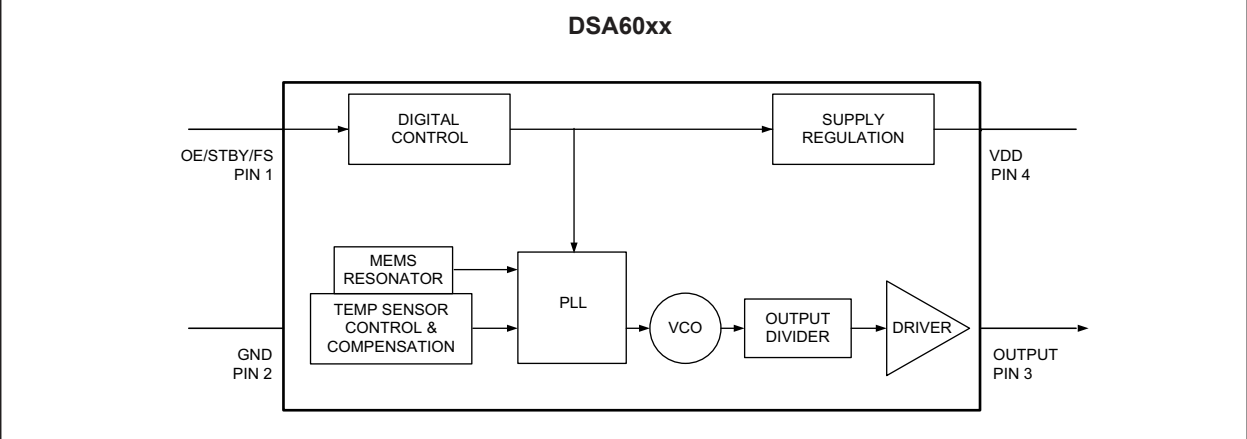 DSA60xx
DIGITAL
CONTROL
SUPPLY
REGULATION
OE/STBY/FS
PIN 1
VDD
PIN 4
MEMS
RESONATOR
TEMP SENSOR
CONTROL &
COMPENSATION
PLL
VCO
OUTPUT
DIVIDER
DRIVER
GND
PIN 2
OUTPUT
PIN 3